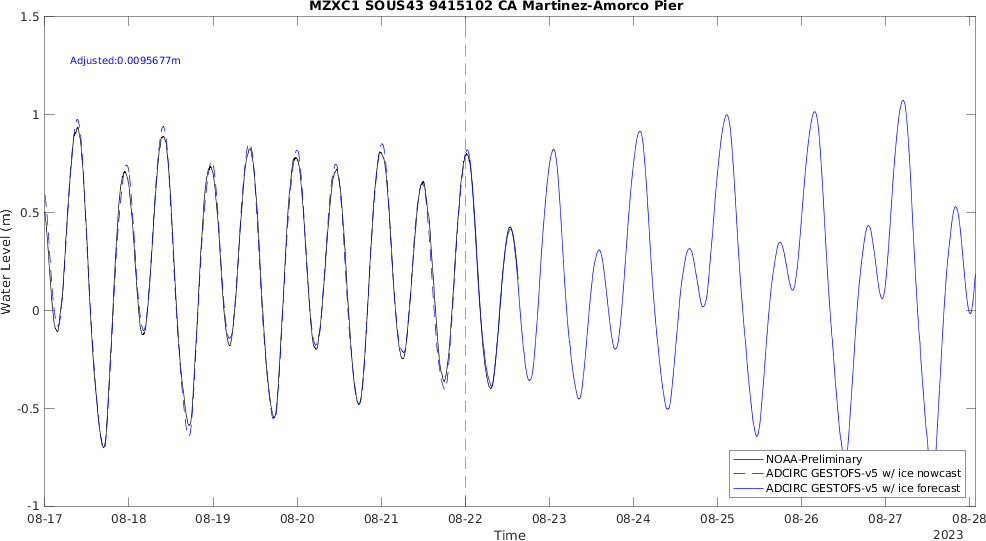 MZXC1 SOUS43 9415102 CA Martinez-Amorco Pier
1.5
Adjusted:0.0095677m
1
0.5
0
-0.5
-1
Water Level (m)
NOAA-Preliminary
ADCIRC GESTOFS-v5 w/ ice nowcast
ADCIRC GESTOFS-v5 w/ ice forecast
08-17 08-18 08-19 08-20 08-21 08-22 08-23 08-24 08-25 08-26 08-27 08-28
Time
2023